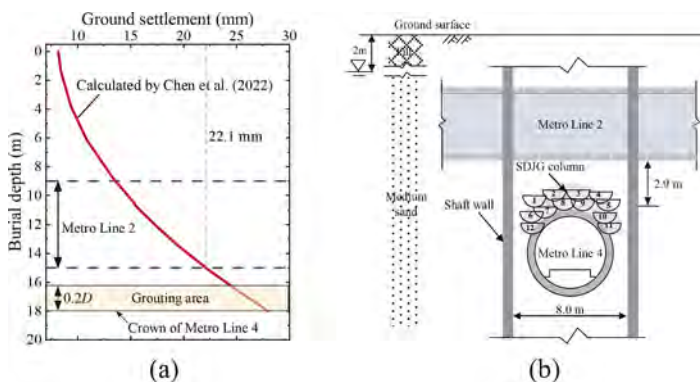 Ground settlement (mm)
10 15 20 25 30
0
2
4
6
8
10
12
14
16
18
20
Burial depth (m)
Calculated by Chen et al. (2022)
22.1 mm
Metro Line 2
0.2D
Grouting area
Crown of Metro Line 4
(a)
Ground surface
2m
Fill
Medium
sand
Metro Line 2
SDJG column
2.0 m
Shaft wall
1 2 3 4 5
6 7 8 9 10
12 11
Metro Line 4
8.0 m
(b)